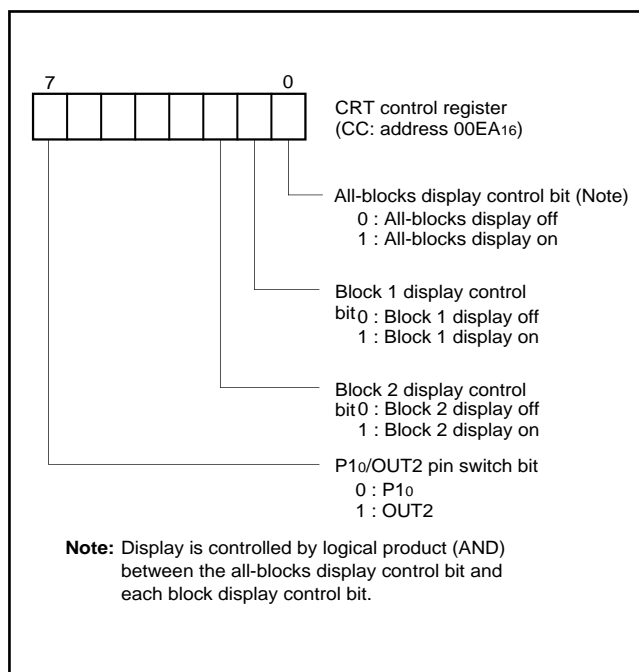 7 0
CRT control register
(CC: address 00EA16)
All-blocks display control bit (Note)
0 : All-blocks display off
1 : All-blocks display on
Block 1 display control
bit
0 : Block 1 display off
1 : Block 1 display on
Block 2 display control
bit
0 : Block 2 display off
1 : Block 2 display on
P10/OUT2 pin switch bit
0 : P10
1 : OUT2
Note: Display is controlled by logical product (AND)
between the all-blocks display control bit and
each block display control bit.